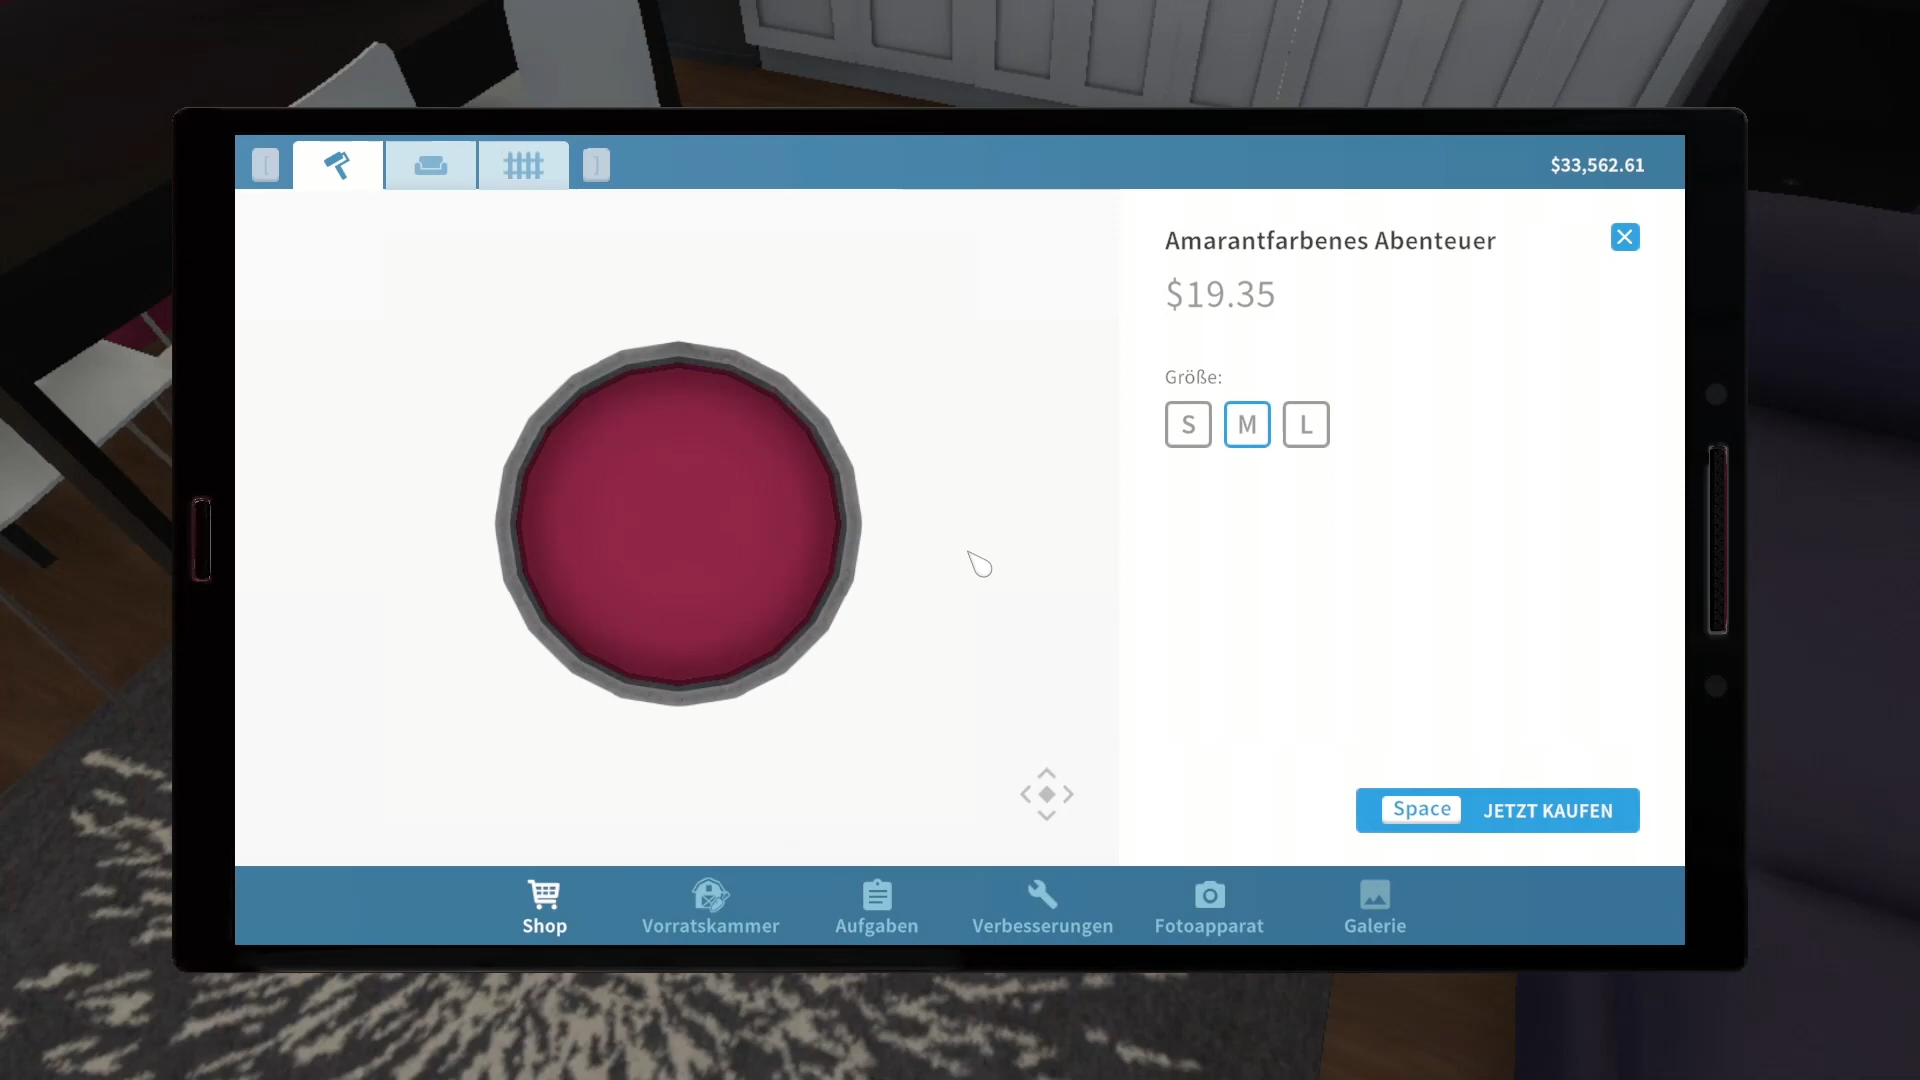 [
]
$33,562.61
Amarantfarbenes Abenteuer
$19.35
Größe:
S M L
Space JETZT KAUFEN
Shop
Vorratskammer
Aufgaben
Verbesserungen
Fotoapparat
Galerie